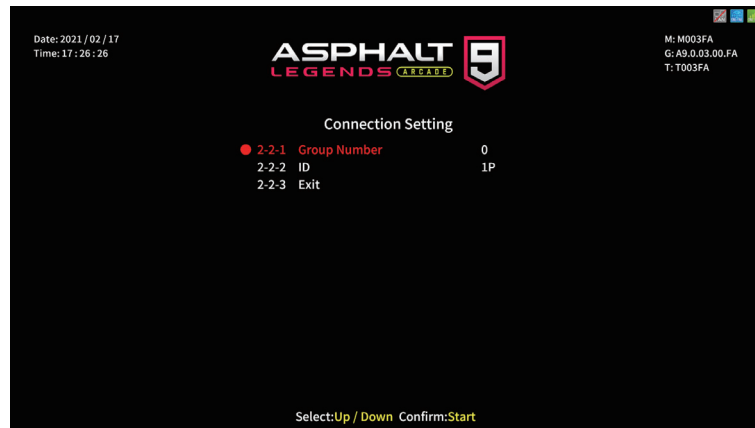 Date: 2021 / 02 / 17
Time: 17 : 26 : 26
ASPHALT 9
LEGENDS ARCADE
M: M003FA
G: A9.0.03.00.FA
T: T003FA
Connection Setting
2-2-1 Group Number 0
2-2-2 ID 1P
2-2-3 Exit
Select:Up / Down Confirm:Start